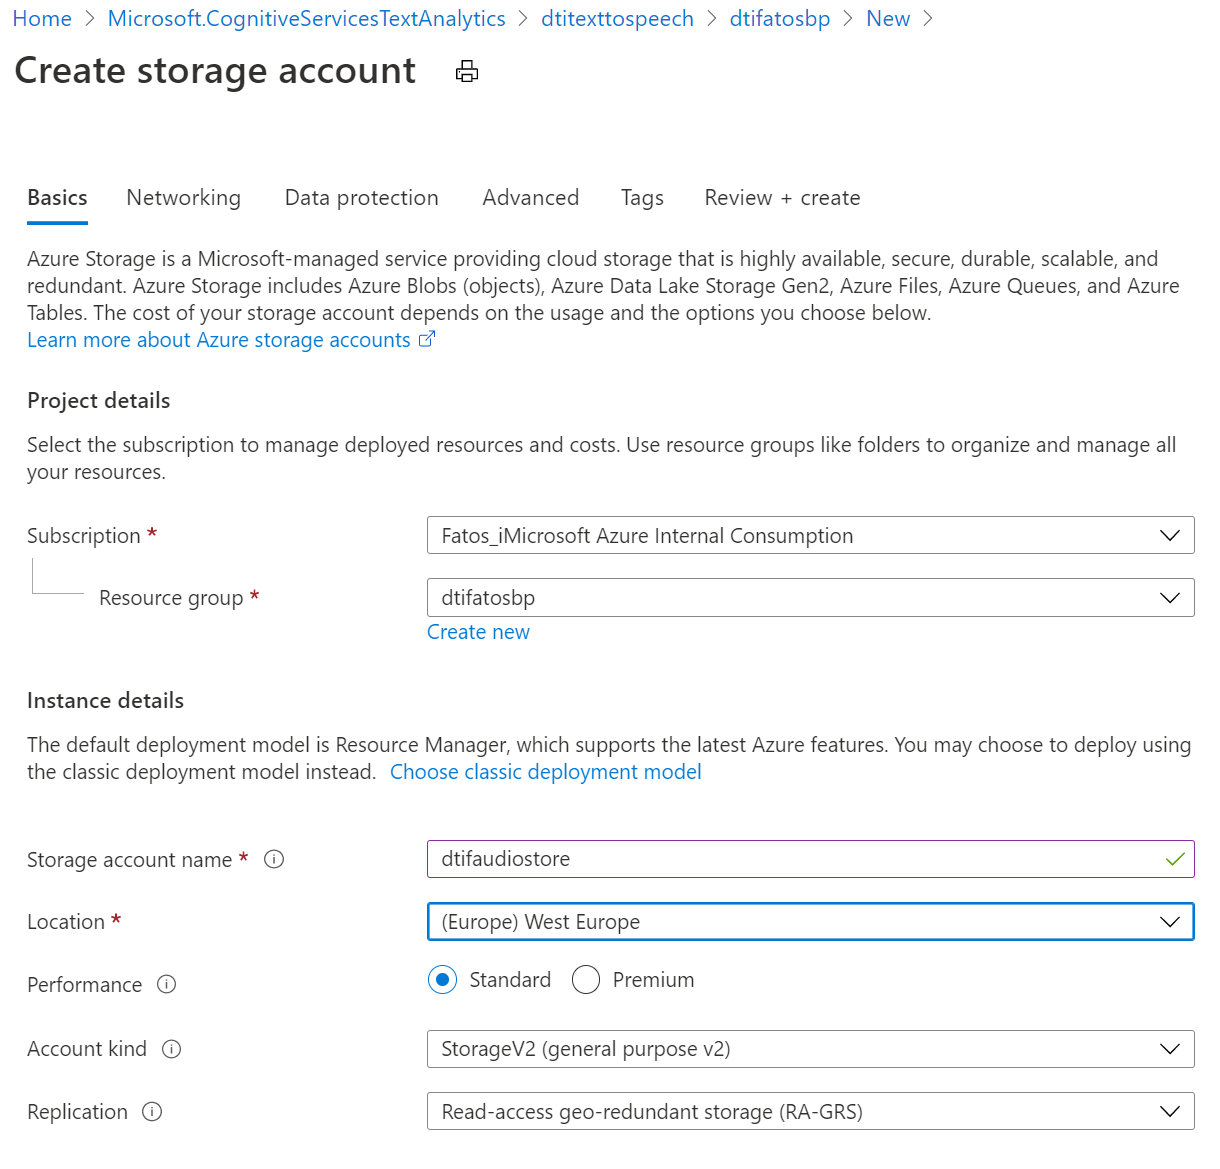 Home > Microsoft.CognitiveServicesTextAnalytics > dtitexttospeech > dtifatosbp > New >
Create storage account
Basics Networking Data protection Advanced Tags Review + create
Azure Storage is a Microsoft-managed service providing cloud storage that is highly available, secure, durable, scalable, and
redundant. Azure Storage includes Azure Blobs (objects), Azure Data Lake Storage Gen2, Azure Files, Azure Queues, and Azure
Tables. The cost of your storage account depends on the usage and the options you choose below.
Learn more about Azure storage accounts
Project details
Select the subscription to manage deployed resources and costs. Use resource groups like folders to organize and manage all
your resources.
Subscription * Fatos_iMicrosoft Azure Internal Consumption
Resource group * dtifatosbp
Create new
Instance details
The default deployment model is Resource Manager, which supports the latest Azure features. You may choose to deploy using
the classic deployment model instead. Choose classic deployment model
Storage account name * dtifaudiostore
Location * (Europe) West Europe
Performance Standard Premium
Account kind StorageV2 (general purpose v2)
Replication Read-access geo-redundant storage (RA-GRS)